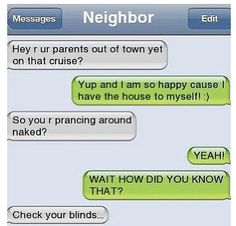 Messages Neighbor Edit
Hey r ur parents out of town yet
on that cruise?
Yup and I am so happy cause I
have the house to myself! :)
So you r prancing around
naked?
YEAH!
WAIT HOW DID YOU KNOW
THAT?
Check your blinds...